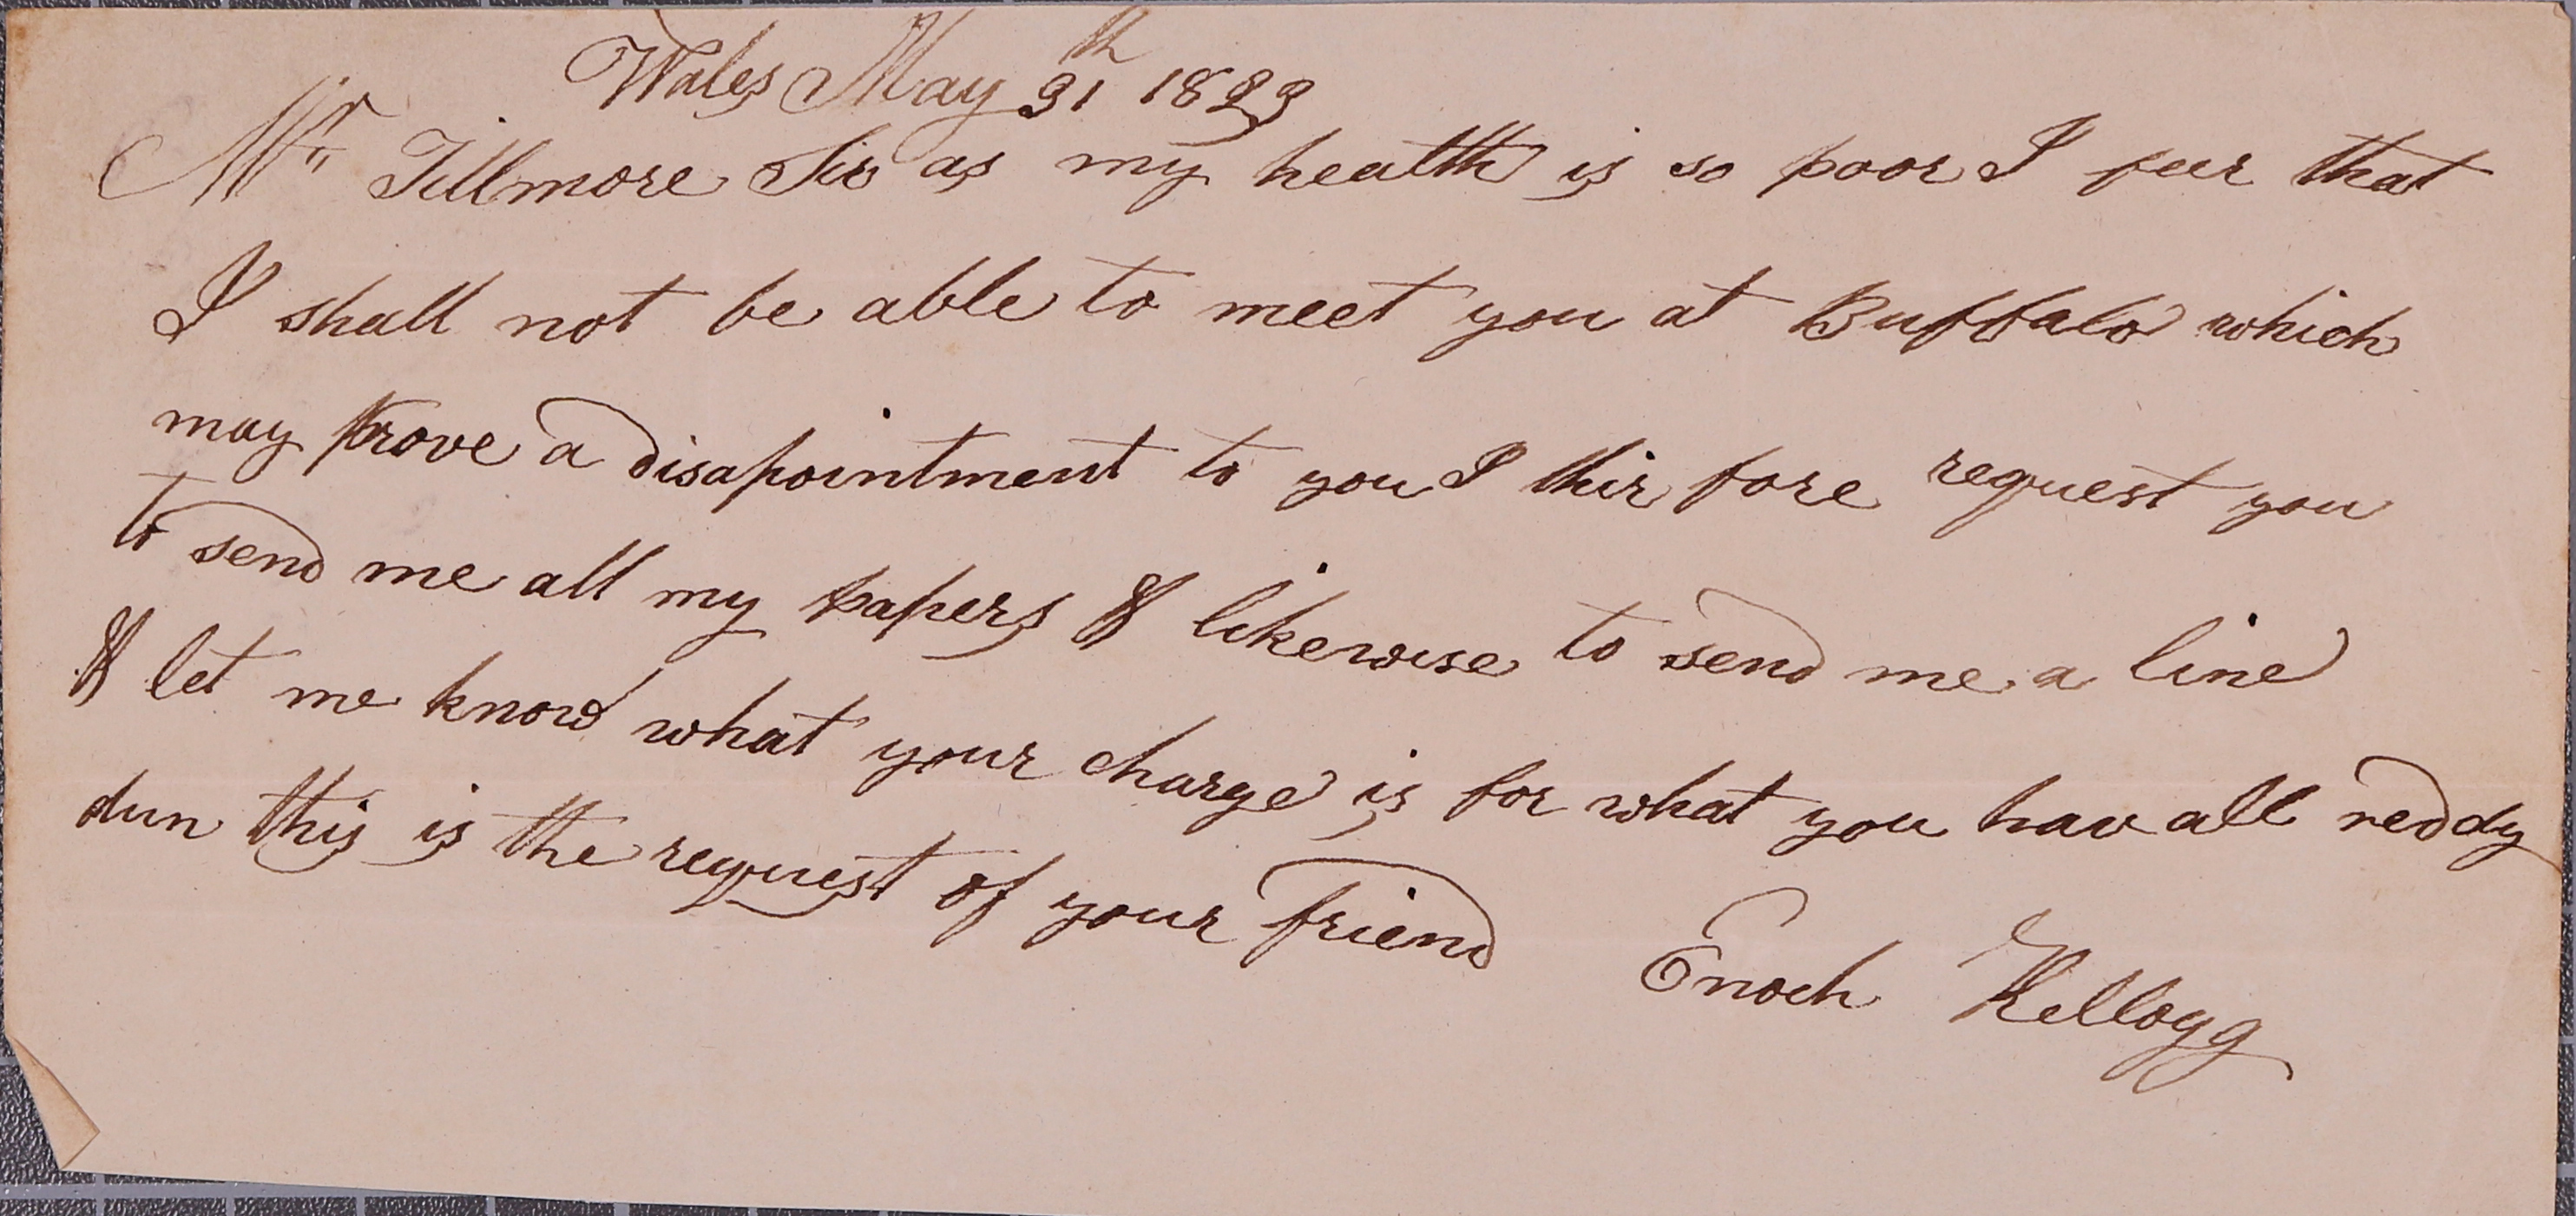 Wales May 31th 1829
Mr Fillmore Sir as my health is so poor I feer that
I shall not be able to meet you at Buffalo which
may prove a disapointment to you I thir fore request you
to send me all my papers & likewise to send me a line
& let me know what your charge is for what you hav all reddy
dun this is the request of your friend
Enoch Kellogg